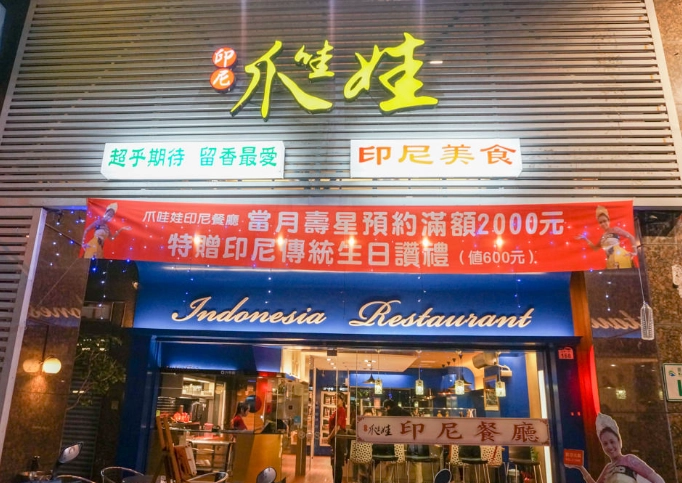 印尼 爪哇娃
超乎期待 留香最愛
印尼美食
爪哇娃印尼餐廳 當月壽星預約滿額2000元
特贈印尼傳統生日讚禮（值600元）.
Indonesia Restaurant
爪哇娃 印尼餐廳